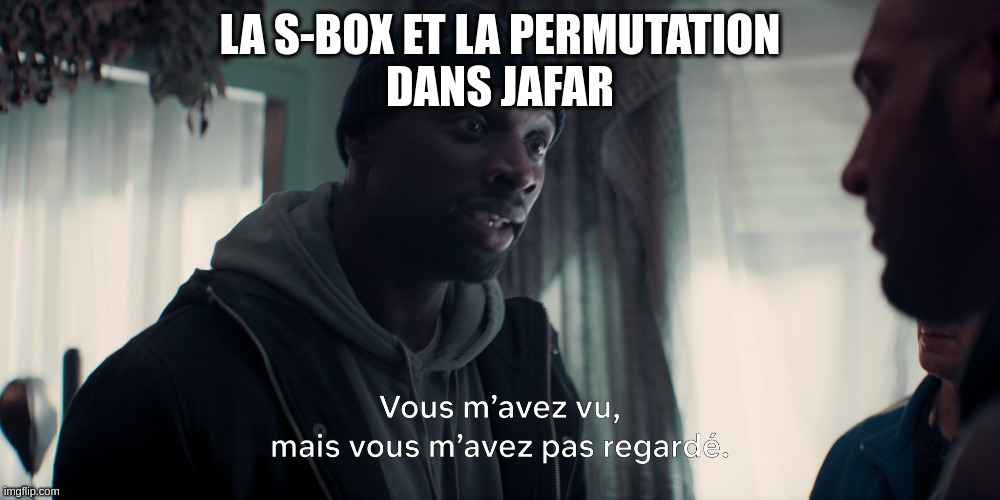 LA S-BOX ET LA PERMUTATION
DANS JAFAR
Vous m’avez vu,
mais vous m’avez pas regardé.
imgflip.com